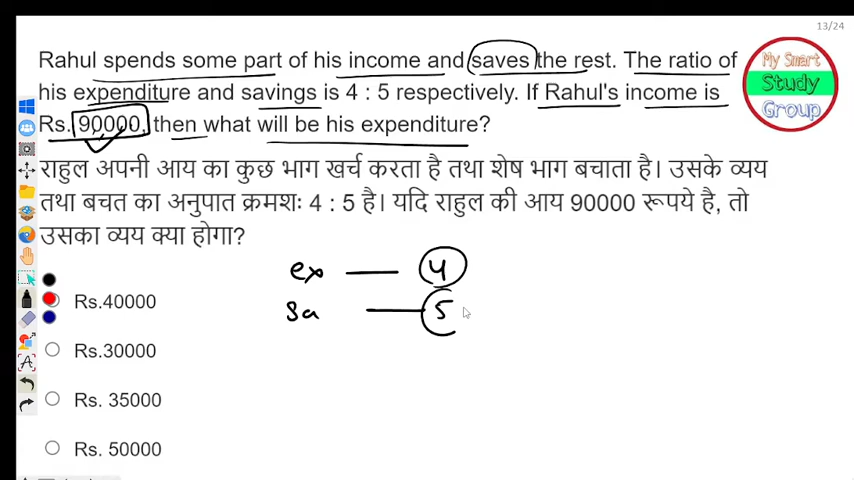 13/24
Rahul spends some part of his income and saves the rest. The ratio of
his expenditure and savings is 4 : 5 respectively. If Rahul's income is
Rs. 90000, then what will be his expenditure?
My Smart
Study
Group
राहुल अपनी आय का कुछ भाग खर्च करता है तथा शेष भाग बचाता है। उसके व्यय
तथा बचत का अनुपात क्रमशः 4 : 5 है। यदि राहुल की आय 90000 रूपये है, तो
उसका व्यय क्या होगा?
ex — 4
Sa — 5
Rs.40000
Rs.30000
Rs. 35000
Rs. 50000